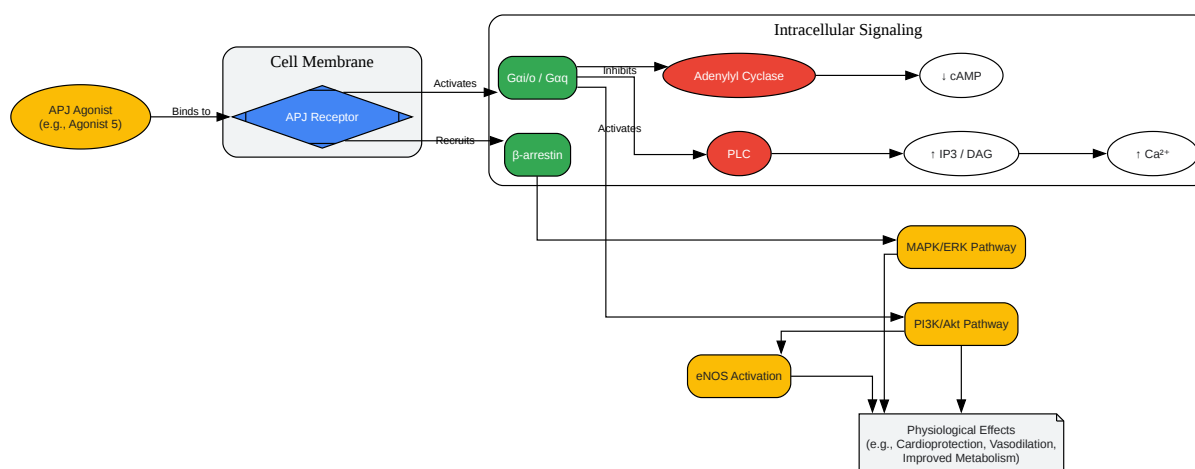 Intracellular Signaling
Cell Membrane
APJ Agonist
(e.g., Agonist 5)
Binds to
APJ Receptor
Activates
Recruits
Gαi/o / Gαq
β-arrestin
Inhibits
Activates
Adenylyl Cyclase
↓ cAMP
PLC
↑ IP3 / DAG
↑ Ca²⁺
MAPK/ERK Pathway
PI3K/Akt Pathway
eNOS Activation
Physiological Effects
(e.g., Cardioprotection, Vasodilation,
Improved Metabolism)